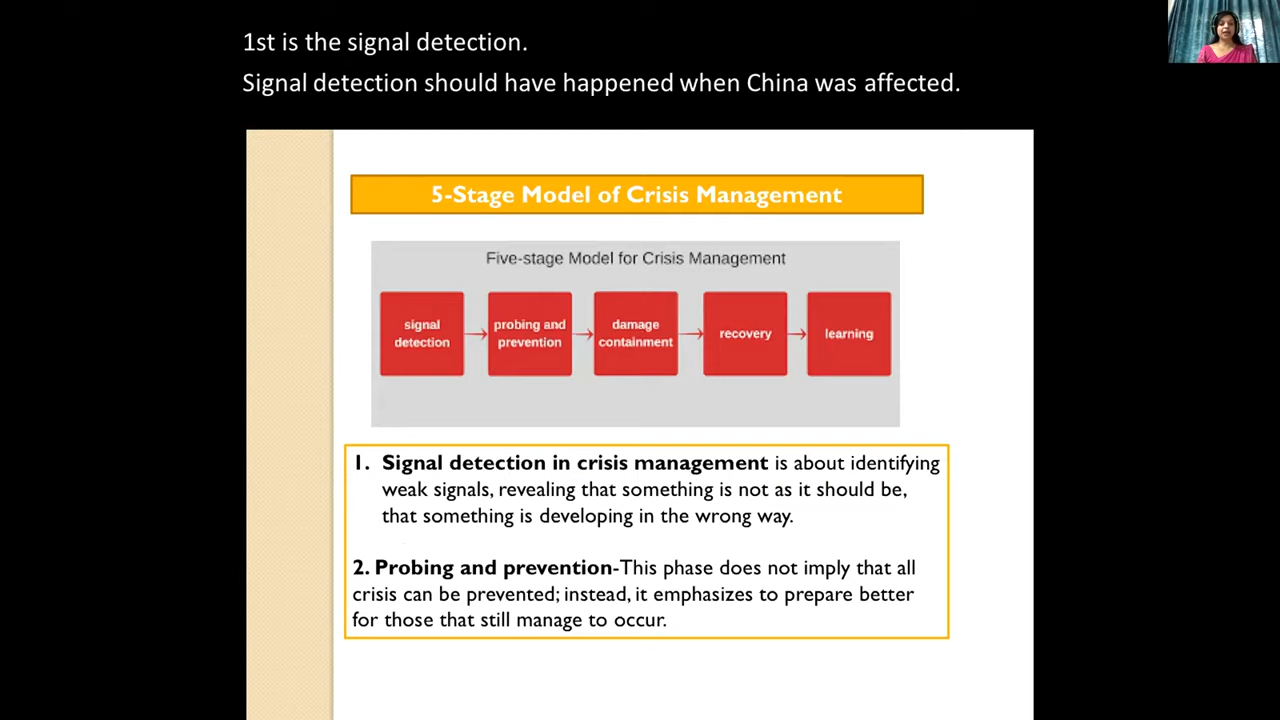 1st is the signal detection.
Signal detection should have happened when China was affected.
5-Stage Model of Crisis Management
Five-stage Model for Crisis Management
signal
detection
probing and
prevention
damage
containment
recovery
learning
1. Signal detection in crisis management is about identifying
weak signals, revealing that something is not as it should be,
that something is developing in the wrong way.
2. Probing and prevention-This phase does not imply that all
crisis can be prevented; instead, it emphasizes to prepare better
for those that still manage to occur.